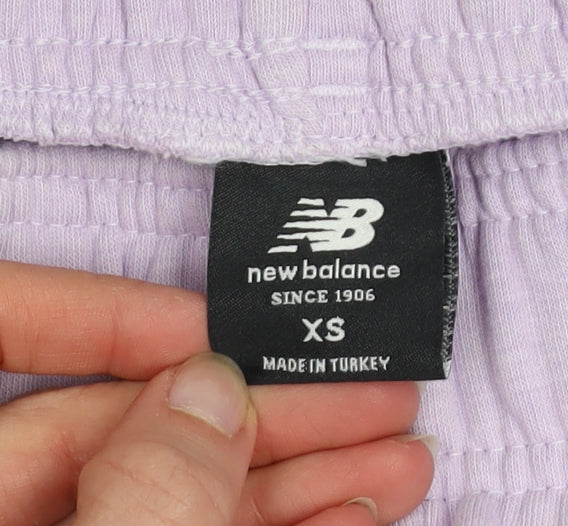 NB
new balance
SINCE 1906
XS
MADE IN TURKEY